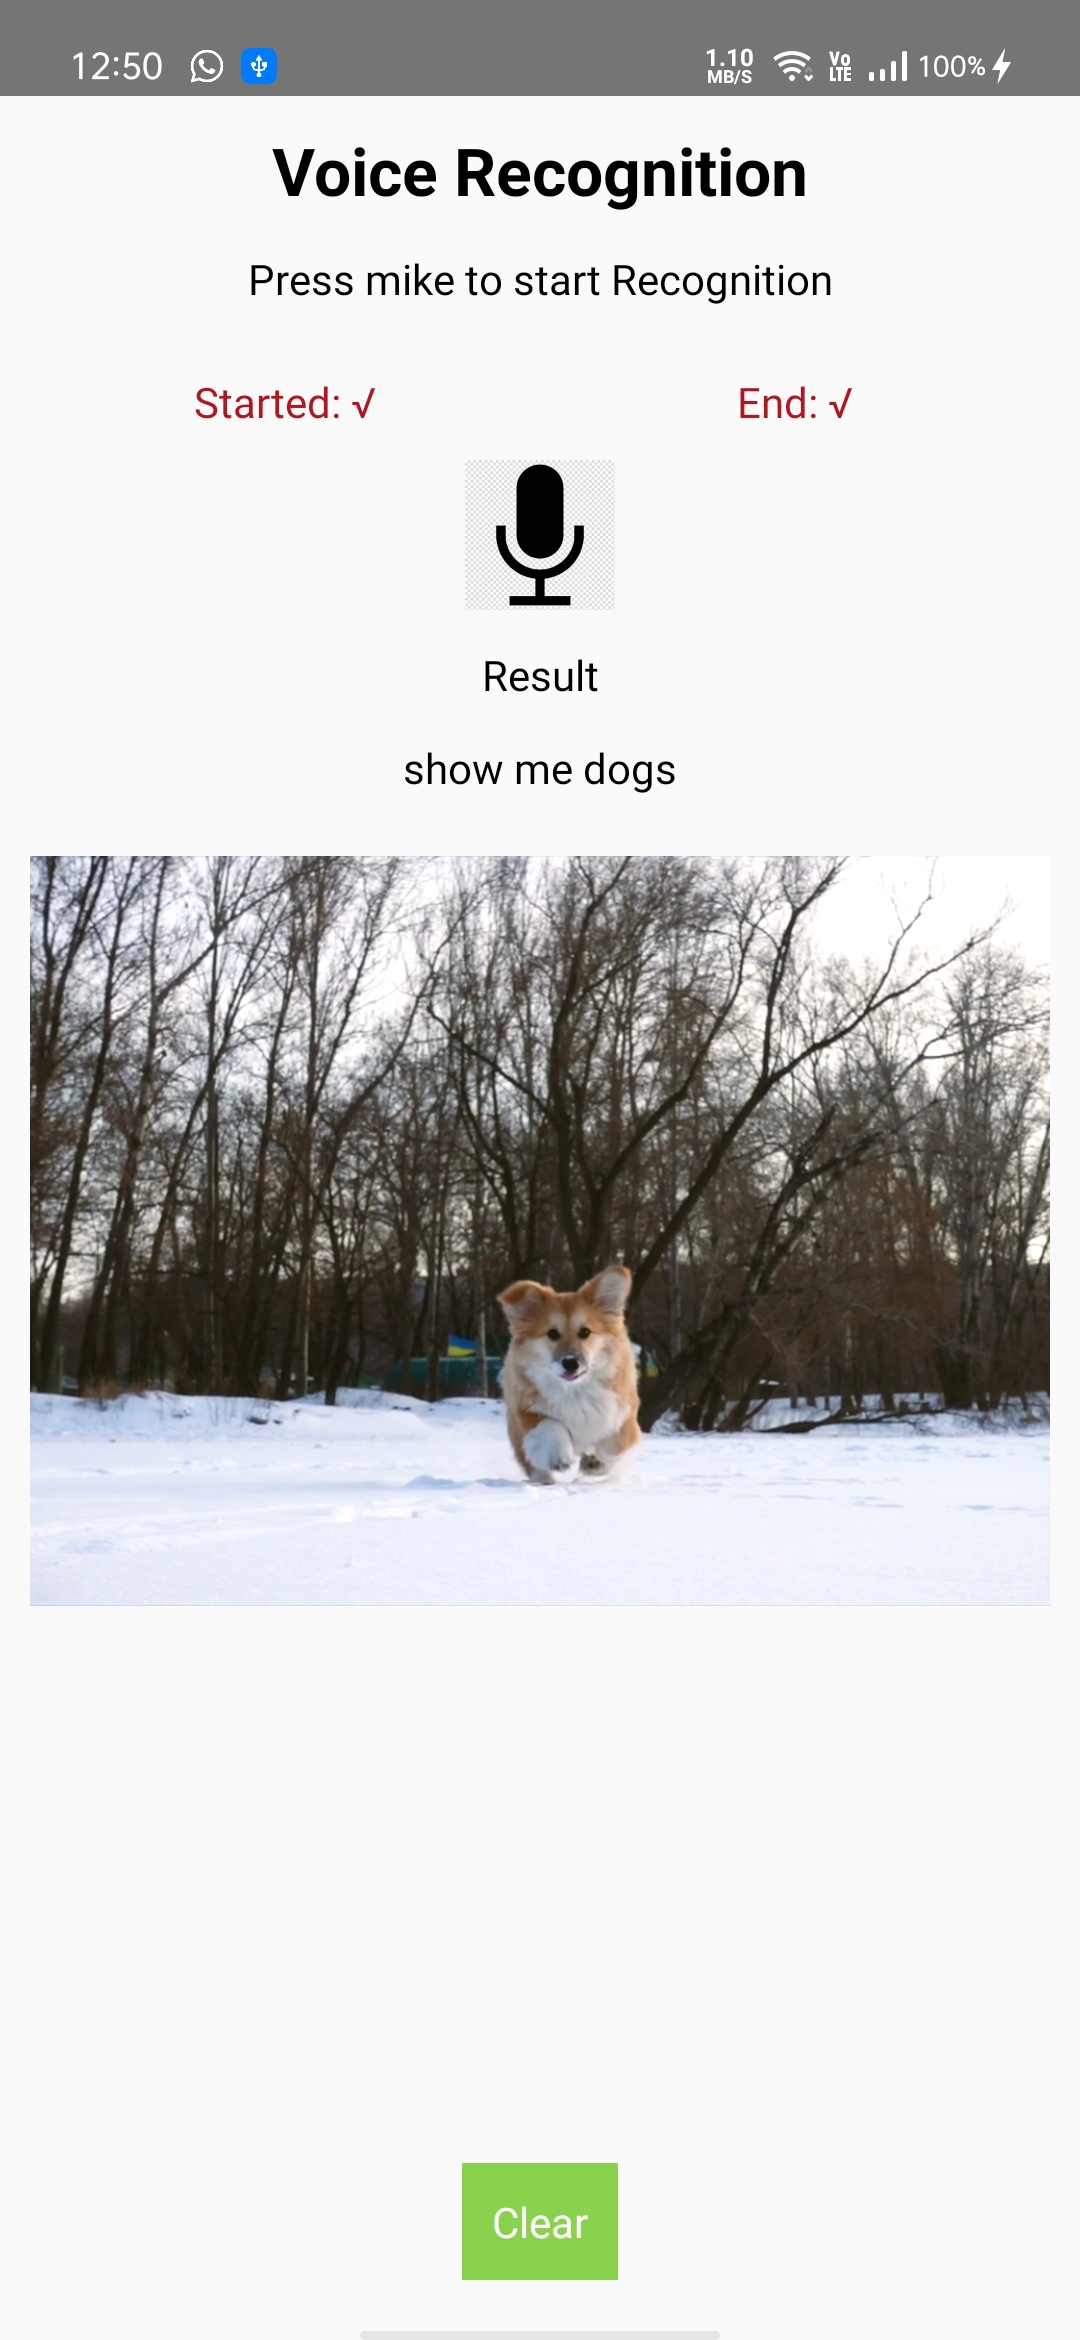 12:50 1.10 MB/S Vo LTE 100%
Voice Recognition
Press mike to start Recognition
Started: √ End: √
Result
show me dogs
Clear